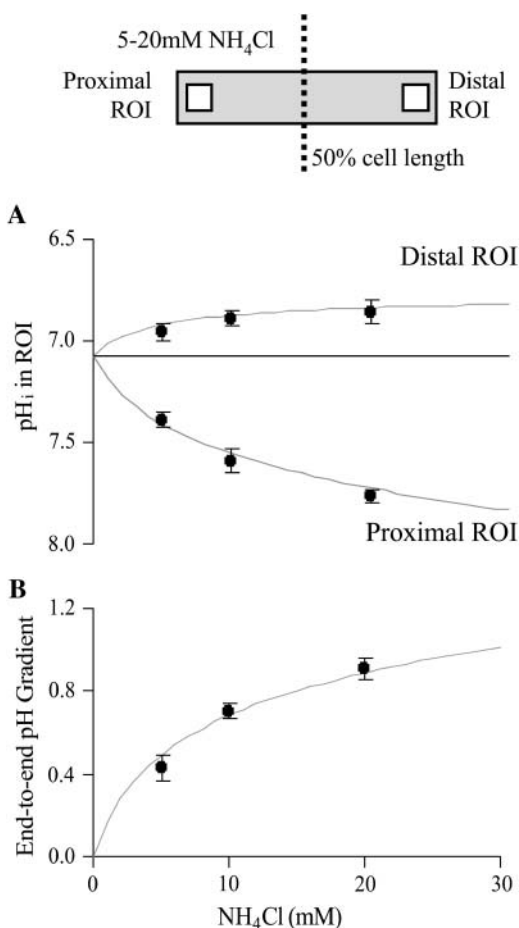 5-20mM NH₄Cl
Proximal
ROI
Distal
ROI
50% cell length
A
6.5
7.0
7.5
8.0
pHᵢ in ROI
Distal ROI
Proximal ROI
B
1.2
0.8
0.4
0.0
End-to-end pH Gradient
0
10
20
30
NH₄Cl (mM)